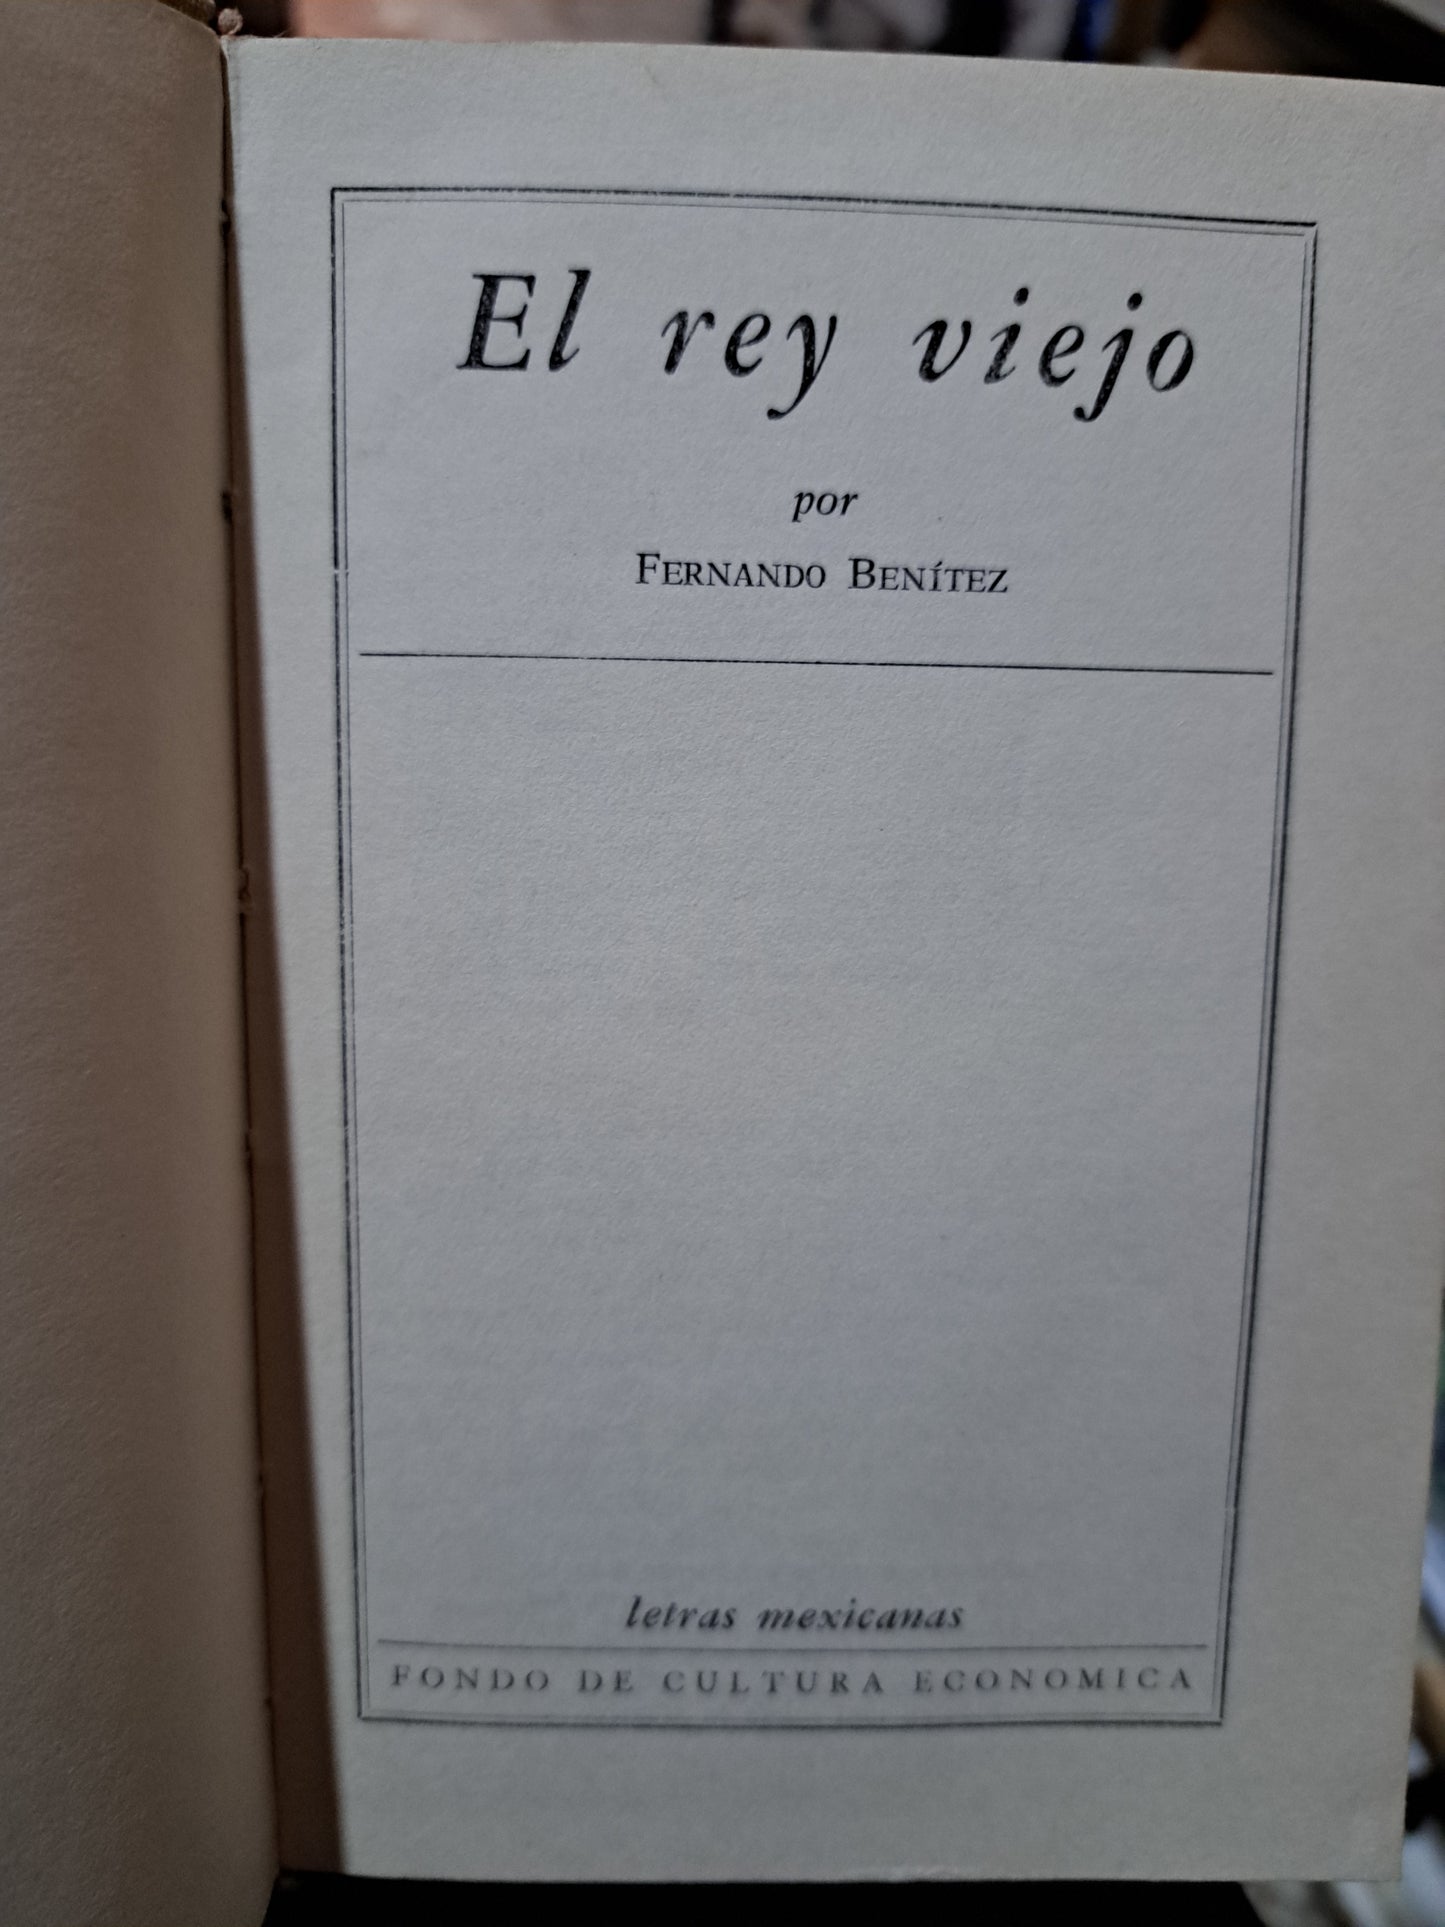 El rey viejo
por
FERNANDO BENÍTEZ
letras mexicanas
FONDO DE CULTURA ECONOMICA